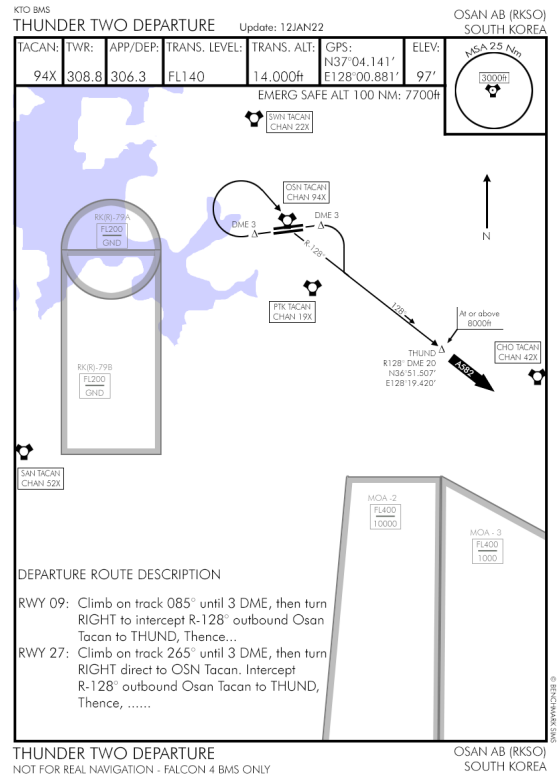 KTO BMS
THUNDER TWO DEPARTURE
Update: 12JAN22
OSAN AB (RKSO)
SOUTH KOREA
TACAN:
94X
TWR:
308.8
APP/DEP:
306.3
TRANS. LEVEL:
FL140
TRANS. ALT:
14.000ft
GPS:
N37°04.141'
E128°00.881'
ELEV:
97'
MSA 25 Nm
3000ft
EMERG SAFE ALT 100 NM: 7700ft
SWN TACAN
CHAN 22X
RK(R)-79A
FL200
GND
OSN TACAN
CHAN 94X
DME 3
DME 3
R-128°
N
PTK TACAN
CHAN 19X
128°
At or above
8000ft
THUND
R128° DME 20
N36°51.507'
E128°19.420'
A582
CHO TACAN
CHAN 42X
RK(R)-79B
FL200
GND
SAN TACAN
CHAN 52X
MOA -2
FL400
10000
MOA - 3
FL400
1000
DEPARTURE ROUTE DESCRIPTION
RWY 09: Climb on track 085° until 3 DME, then turn
RIGHT to intercept R-128° outbound Osan
Tacan to THUND, Thence...
RWY 27: Climb on track 265° until 3 DME, then turn
RIGHT direct to OSN Tacan. Intercept
R-128° outbound Osan Tacan to THUND,
Thence, ......
© BENCHMARK SIMS
THUNDER TWO DEPARTURE
NOT FOR REAL NAVIGATION - FALCON 4 BMS ONLY
OSAN AB (RKSO)
SOUTH KOREA